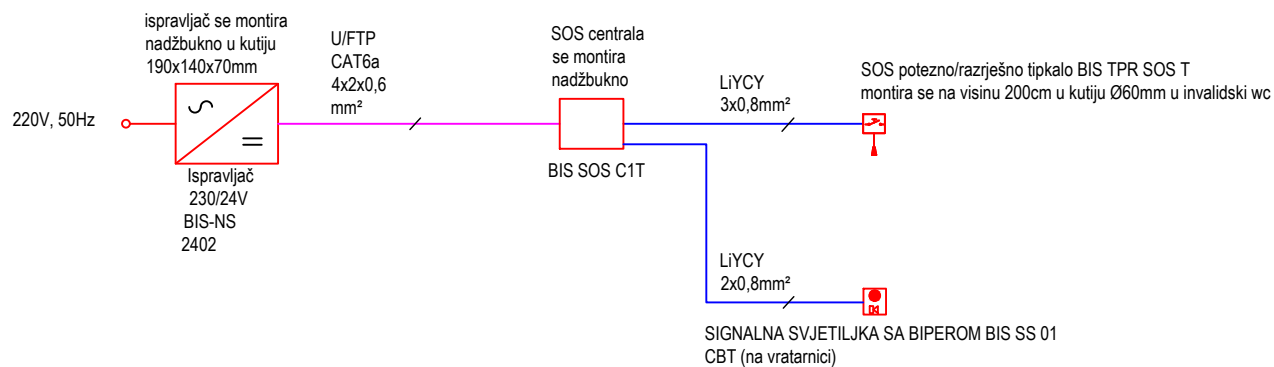 ispravljač se montira
nadžbukno u kutiju
190x140x70mm
U/FTP
CAT6a
4x2x0,6
mm²
SOS centrala
se montira
nadžbukno
LiYCY
3x0,8mm²
SOS potezno/razrješno tipkalo BIS TPR SOS T
montira se na visinu 200cm u kutiju Ø60mm u invalidski wc
220V, 50Hz
Ispravljač
230/24V
BIS-NS
2402
BIS SOS C1T
LiYCY
2x0,8mm²
SIGNALNA SVJETILJKA SA BIPEROM BIS SS 01
CBT (na vratarnici)